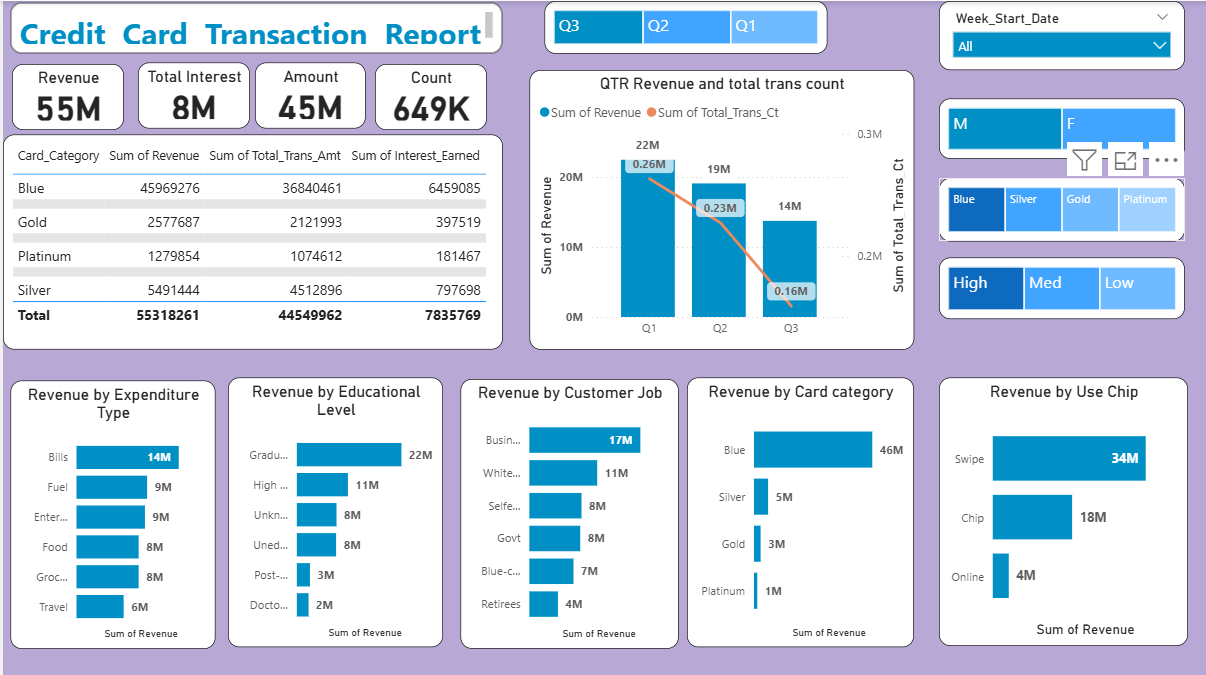 Credit Card Transaction Report
Q3 Q2 Q1
Week_Start_Date
All
Revenue
55M
Total Interest
8M
Amount
45M
Count
649K
M F
Blue Silver Gold Platinum
High Med Low
Card_Category Sum of Revenue Sum of Total_Trans_Amt Sum of Interest_Earned
Blue 45969276 36840461 6459085
Gold 2577687 2121993 397519
Platinum 1279854 1074612 181467
Silver 5491444 4512896 797698
Total 55318261 44549962 7835769
QTR Revenue and total trans count
Sum of Revenue Sum of Total_Trans_Ct
Sum of Revenue
20M
10M
0M
22M
0.26M
19M
0.23M
14M
0.16M
Q1 Q2 Q3
0.3M
0.2M
Sum of Total_Trans_Ct
Revenue by Expenditure
Type
Bills 14M
Fuel 9M
Enter... 9M
Food 8M
Groc... 8M
Travel 6M
Sum of Revenue
Revenue by Educational
Level
Gradu... 22M
High ... 11M
Unkn... 8M
Uned... 8M
Post-... 3M
Docto... 2M
Sum of Revenue
Revenue by Customer Job
Busin... 17M
White... 11M
Selfe... 8M
Govt 8M
Blue-c... 7M
Retirees 4M
Sum of Revenue
Revenue by Card category
Blue 46M
Silver 5M
Gold 3M
Platinum 1M
Sum of Revenue
Revenue by Use Chip
Swipe 34M
Chip 18M
Online 4M
Sum of Revenue